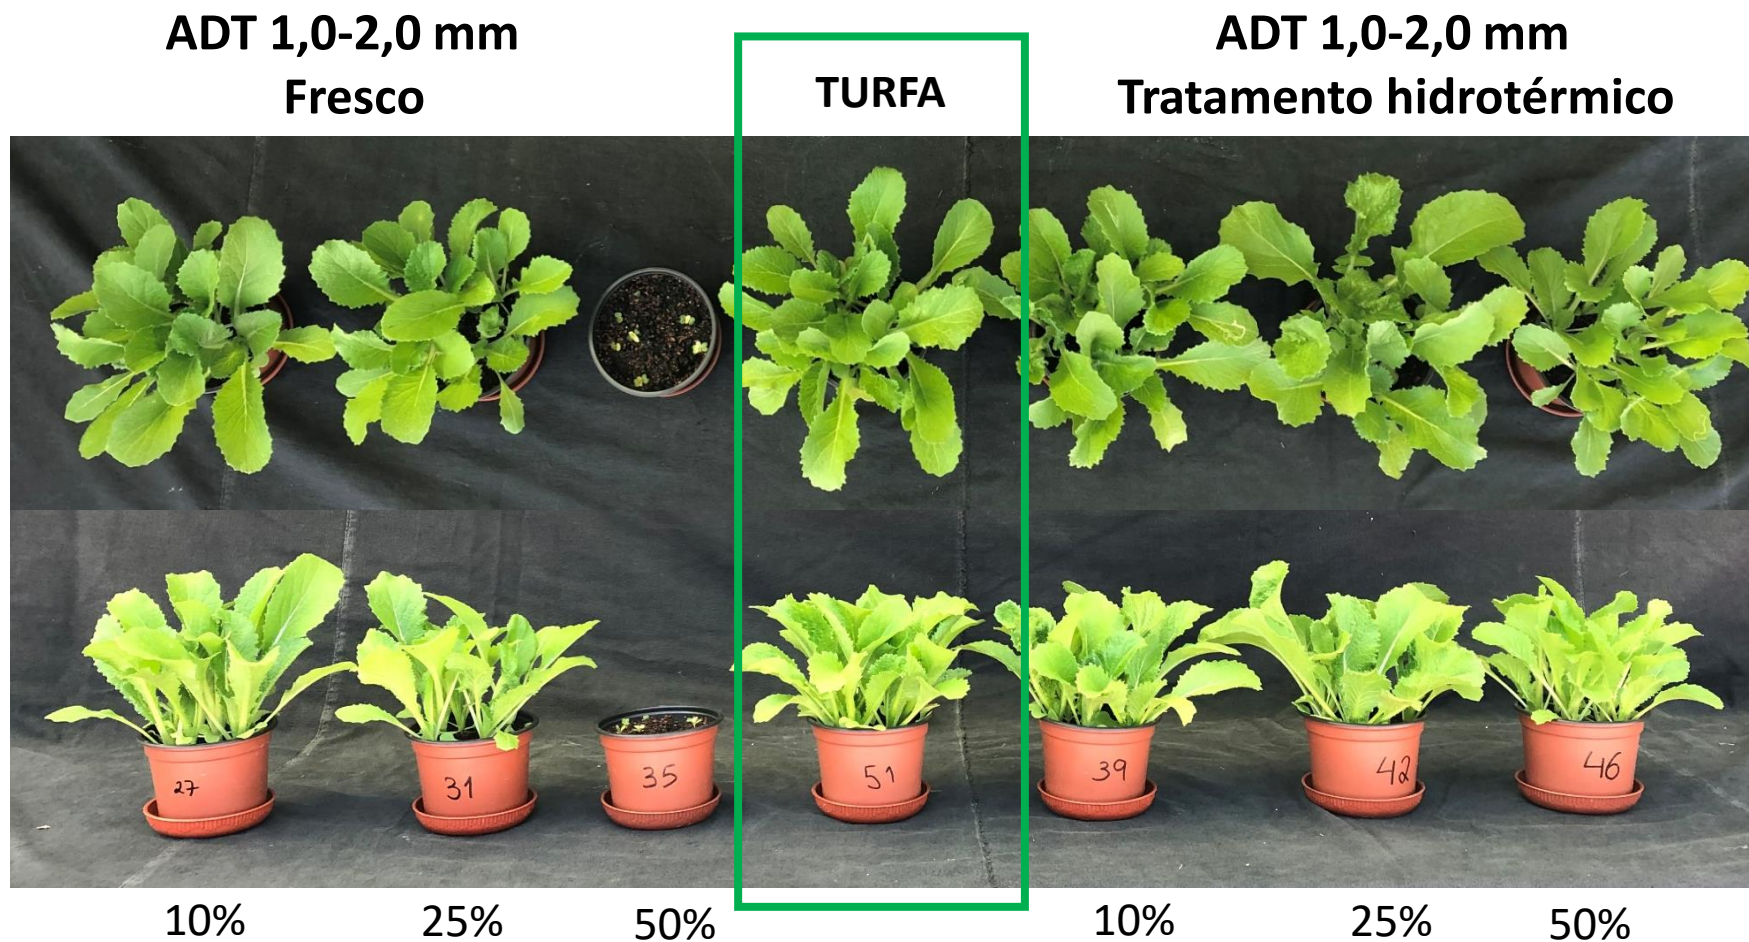 ADT 1,0-2,0 mm
Fresco
TURFA
ADT 1,0-2,0 mm
Tratamento hidrotérmico
27
31
35
51
39
42
46
10%
25%
50%
10%
25%
50%